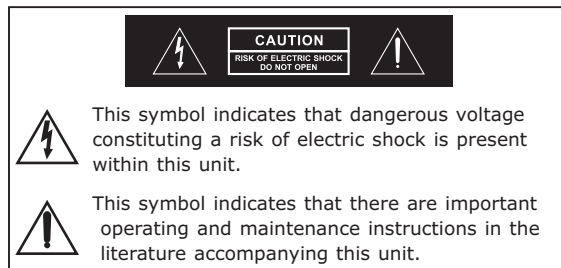 CAUTION
RISK OF ELECTRIC SHOCK
DO NOT OPEN
This symbol indicates that dangerous voltage
constituting a risk of electric shock is present
within this unit.
This symbol indicates that there are important
operating and maintenance instructions in the
literature accompanying this unit.